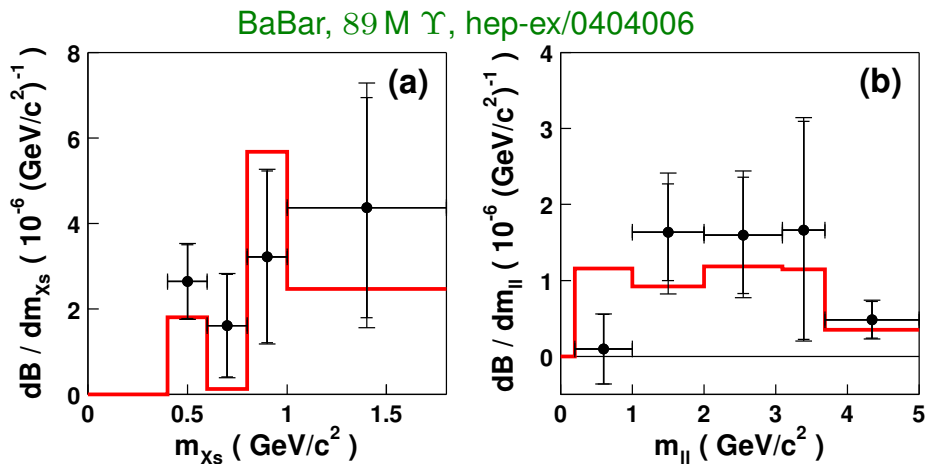 BaBar, 89 M Υ, hep-ex/0404006
dB / dm_Xs ( 10^-6 (GeV/c^2)^-1
8
6
4
2
0
(a)
0 0.5 1 1.5
m_Xs ( GeV/c^2 )
dB / dm_ll ( 10^-6 (GeV/c^2)^-1
4
3
2
1
0
(b)
0 1 2 3 4 5
m_ll ( GeV/c^2 )